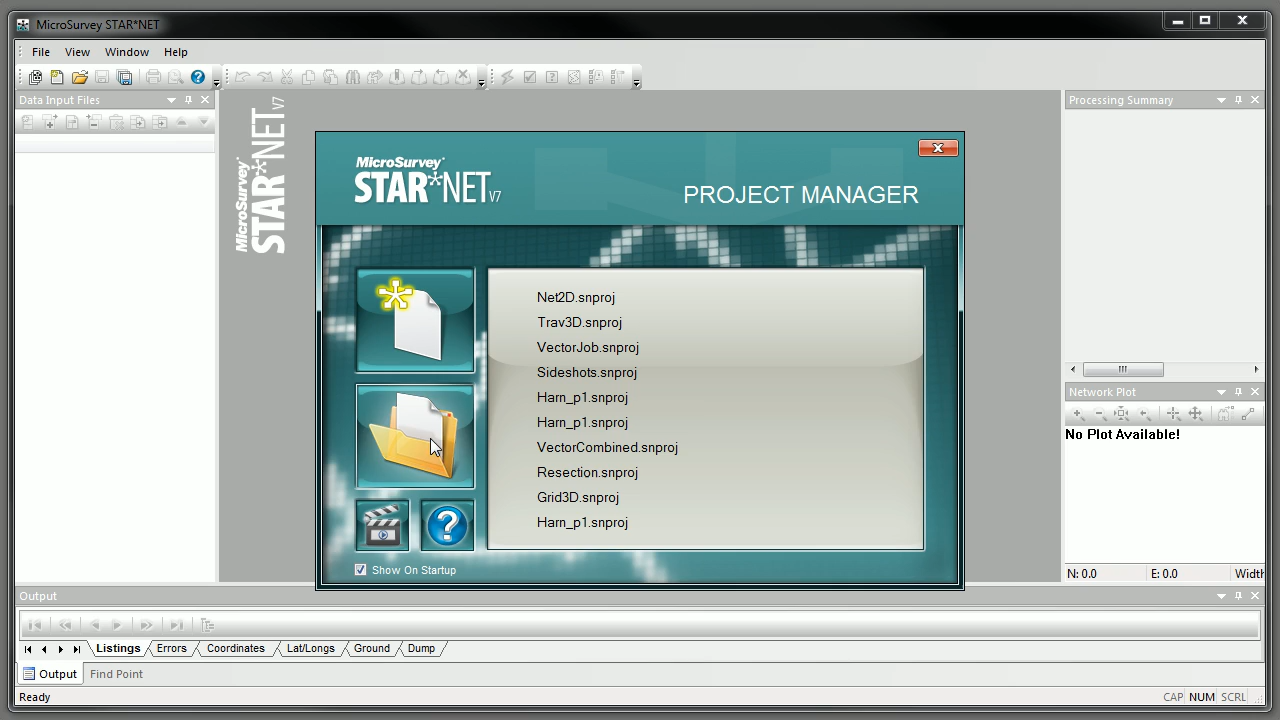 MicroSurvey STAR*NET
File View Window Help
Data Input Files
Processing Summary
MicroSurvey
STAR*NET V7
MicroSurvey
STAR*NET V7
PROJECT MANAGER
Net2D.snproj
Trav3D.snproj
VectorJob.snproj
Sideshots.snproj
Harn_p1.snproj
Harn_p1.snproj
VectorCombined.snproj
Resection.snproj
Grid3D.snproj
Harn_p1.snproj
Show On Startup
Network Plot
No Plot Available!
N: 0.0 E: 0.0 Width
Output
Listings Errors Coordinates Lat/Longs Ground Dump
Output Find Point
Ready CAP NUM SCRL